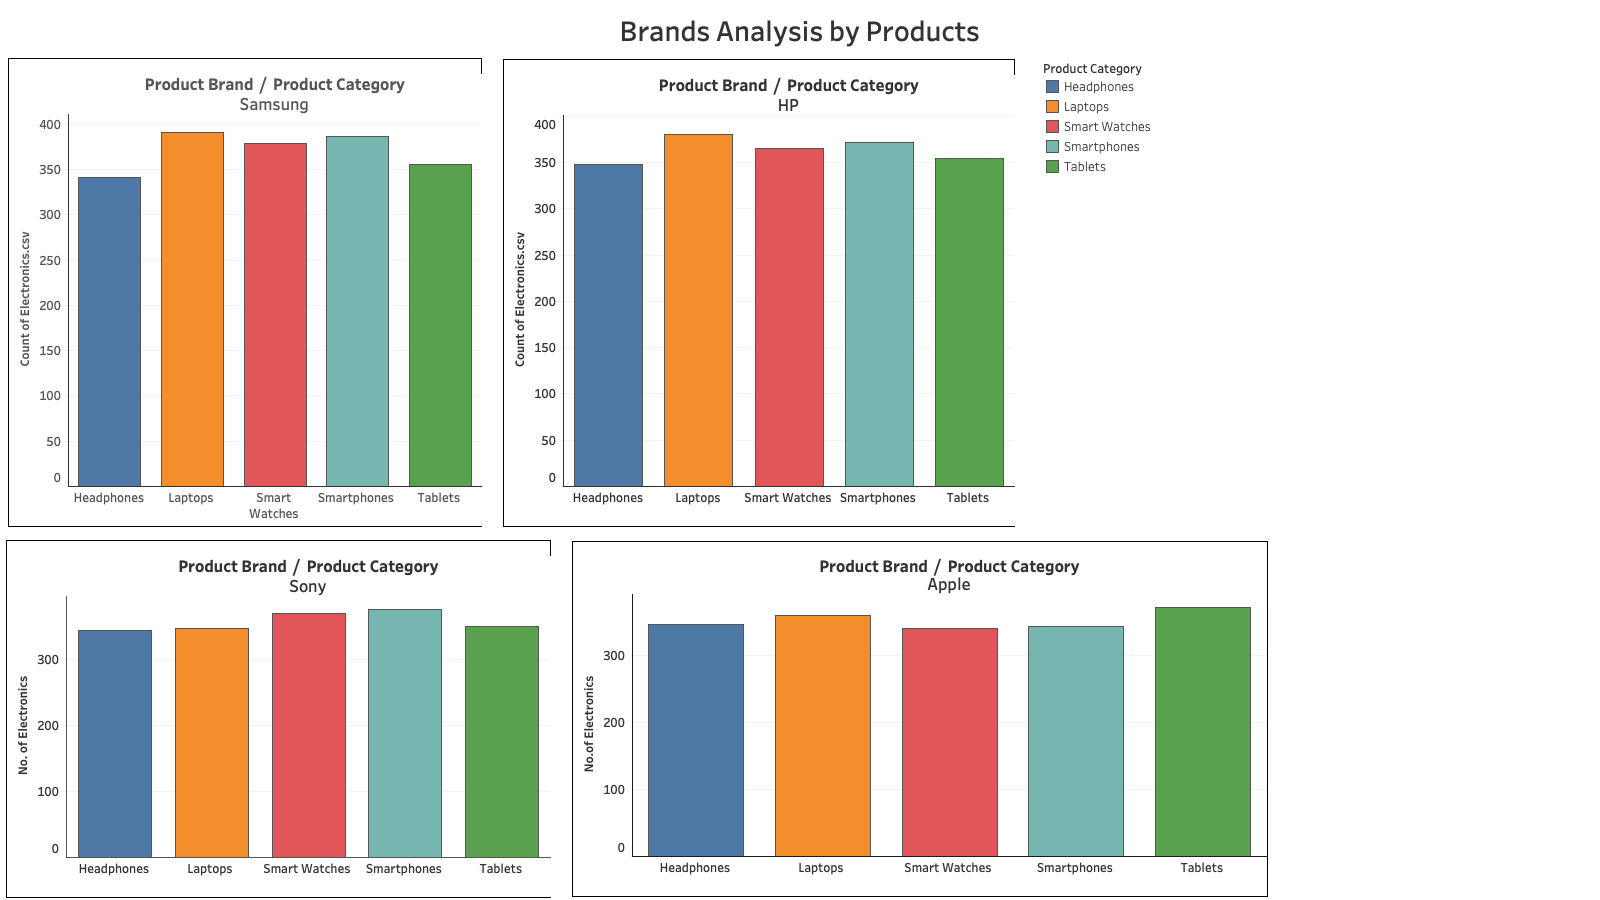 Brands Analysis by Products
Product Brand / Product Category
Samsung
400
350
300
250
200
150
100
50
0
Count of Electronics.csv
Headphones
Laptops
Smart
Watches
Smartphones
Tablets
Product Brand / Product Category
HP
400
350
300
250
200
150
100
50
0
Count of Electronics.csv
Headphones
Laptops
Smart Watches
Smartphones
Tablets
Product Category
Headphones
Laptops
Smart Watches
Smartphones
Tablets
Product Brand / Product Category
Sony
300
200
100
0
No. of Electronics
Headphones
Laptops
Smart Watches
Smartphones
Tablets
Product Brand / Product Category
Apple
300
200
100
0
No.of Electronics
Headphones
Laptops
Smart Watches
Smartphones
Tablets